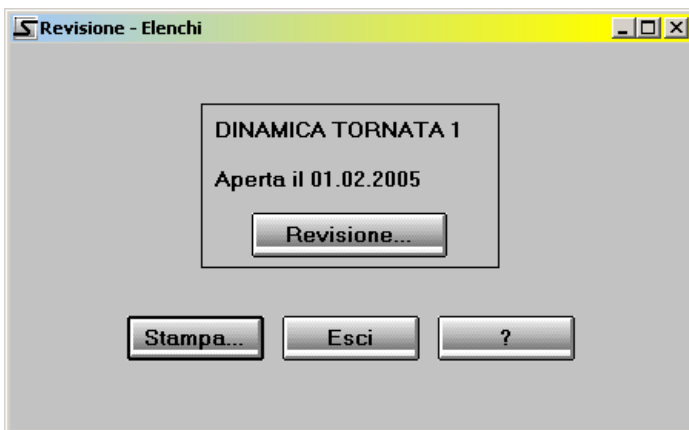 Revisione - Elenchi
DINAMICA TORNATA 1
Aperta il 01.02.2005
Revisione...
Stampa... Esci ?